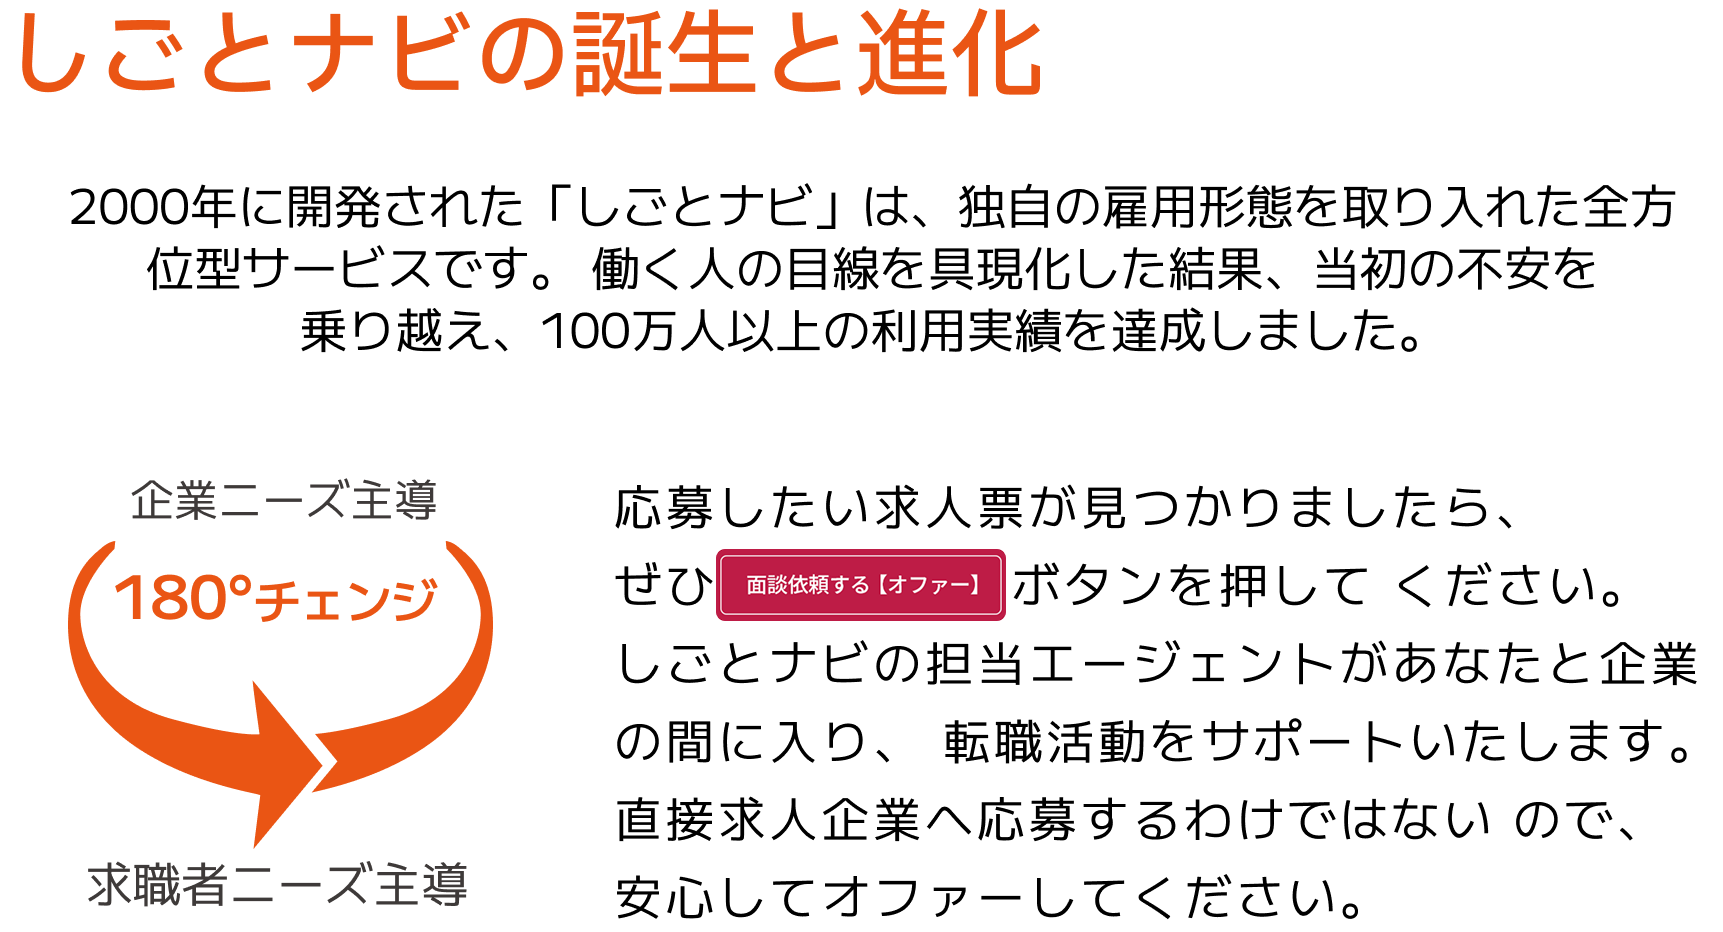 しごとナビの誕生と進化
2000年に開発された「しごとナビ」は、独自の雇用形態を取り入れた全方
位型サービスです。 働く人の目線を具現化した結果、当初の不安を
乗り越え、100万人以上の利用実績を達成しました。
企業ニーズ主導
180°チェンジ
求職者ニーズ主導
応募したい求人票が見つかりましたら、
ぜひ 面談依頼する【オファー】 ボタンを押して ください。
しごとナビの担当エージェントがあなたと企業
の間に入り、 転職活動をサポートいたします。
直接求人企業へ応募するわけではない ので、
安心してオファーしてください。